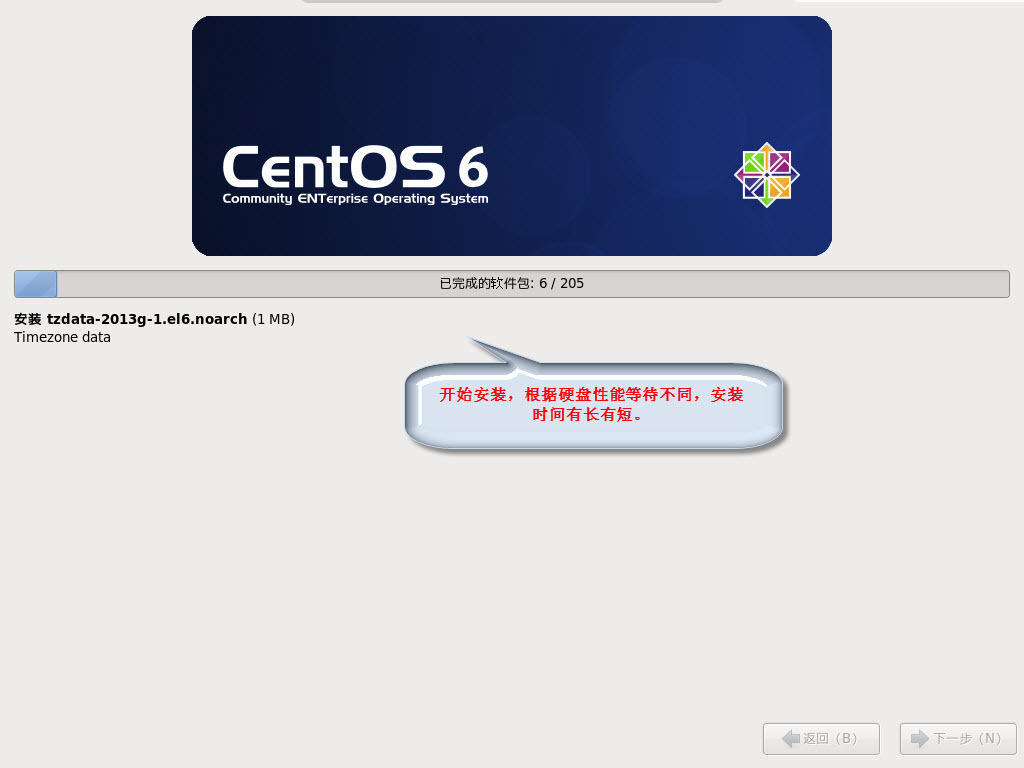 CentOS 6
Community ENTerprise Operating System
已完成的软件包: 6 / 205
安装 tzdata-2013g-1.el6.noarch (1 MB)
Timezone data
开始安装，根据硬盘性能等待不同，安装
时间有长有短。
返回（B）
下一步（N）